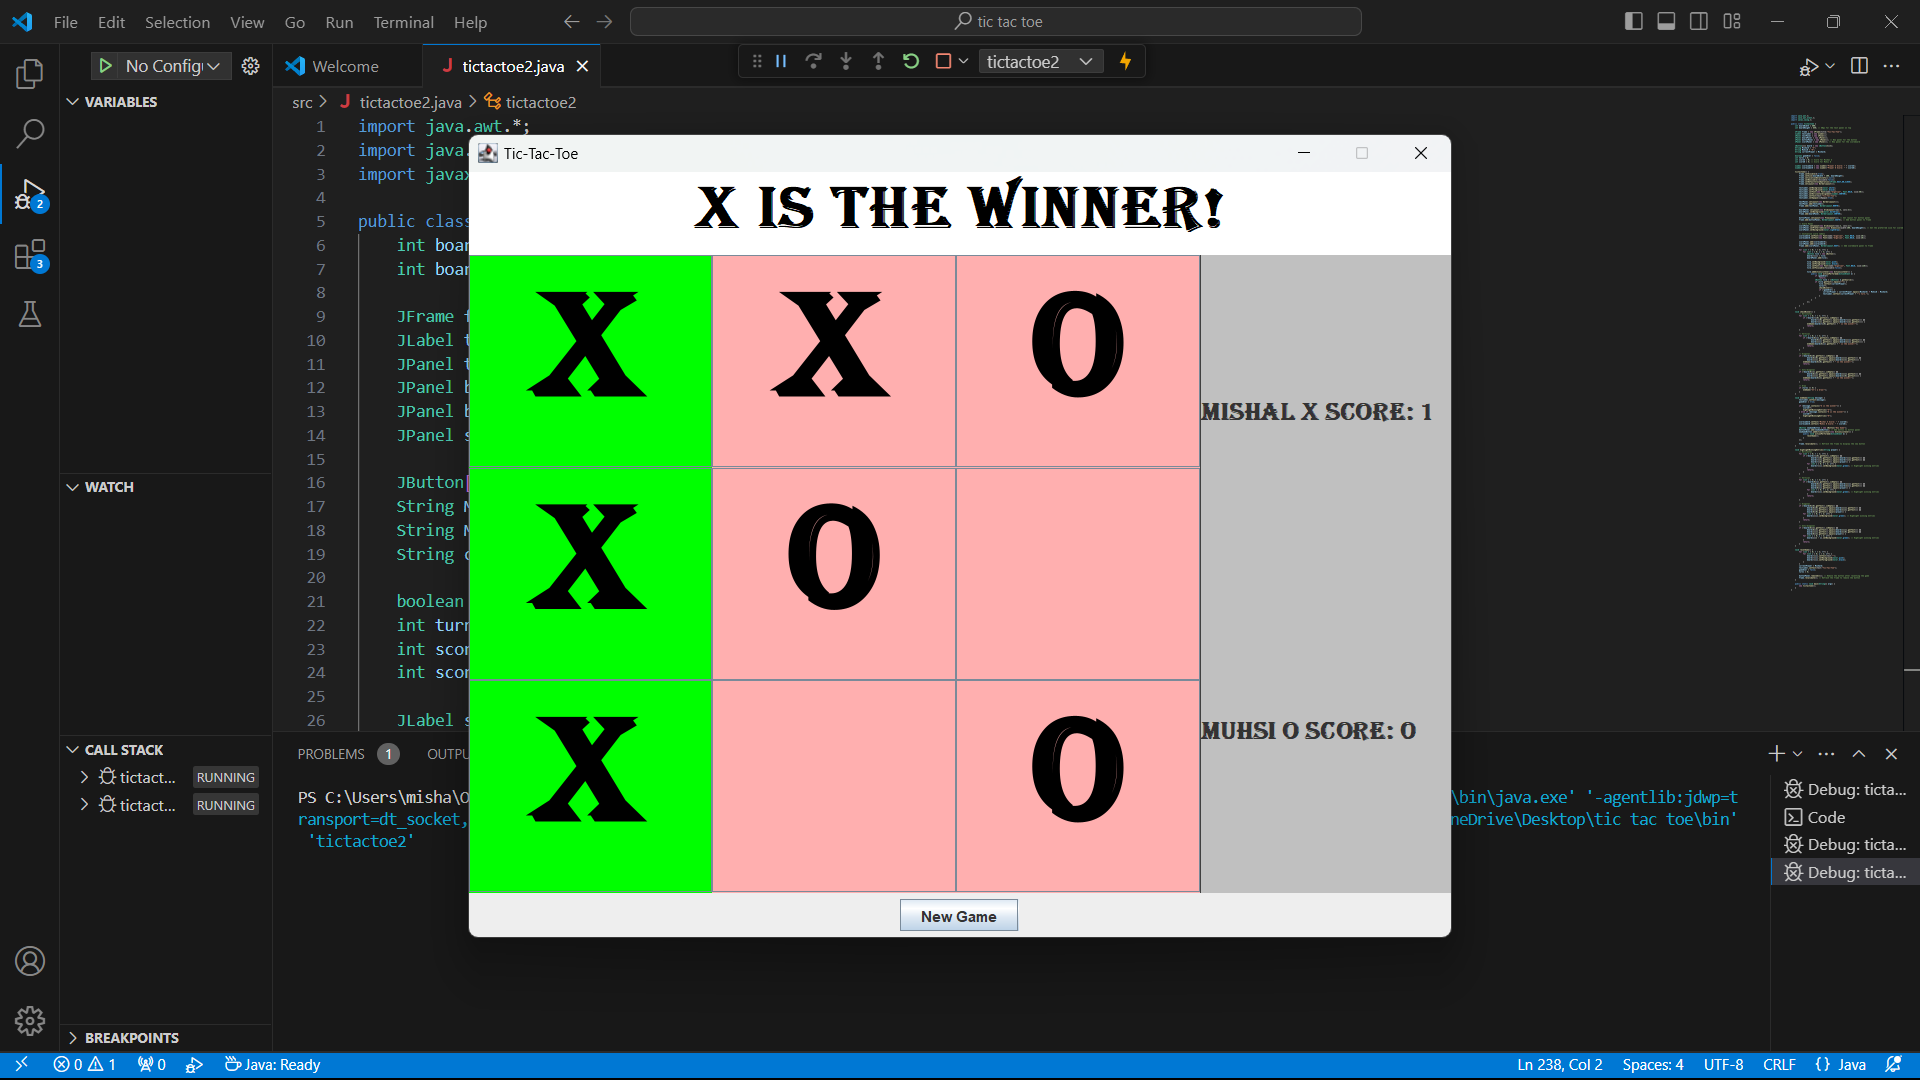 File Edit Selection View Go Run Terminal Help
tic tac toe
No Config
Welcome
tictactoe2.java
tictactoe2
VARIABLES
src > tictactoe2.java > tictactoe2
1 import java.awt.*;
2 import java.
3 import javax
4
5 public class
6 int boar
7 int boar
8
9 JFrame
10 JLabel
11 JPanel
12 JPanel
13 JPanel
14 JPanel
15
16 JButton[
17 String
18 String
19 String
20
21 boolean
22 int turn
23 int scor
24 int scor
25
26 JLabel
Tic-Tac-Toe
X IS THE WINNER!
X X O
MISHAL X SCORE: 1
X O
X O
MUHSI O SCORE: 0
New Game
2
3
WATCH
CALL STACK
tictact... RUNNING
tictact... RUNNING
BREAKPOINTS
PROBLEMS 1 OUTPU
PS C:\Users\misha\O
\bin\java.exe' '-agentlib:jdwp=t
ransport=dt_socket,
neDrive\Desktop\tic tac toe\bin'
'tictactoe2'
Debug: ticta...
Code
Debug: ticta...
Debug: ticta...
0 1 0 Java: Ready
Ln 238, Col 2 Spaces: 4 UTF-8 CRLF {} Java